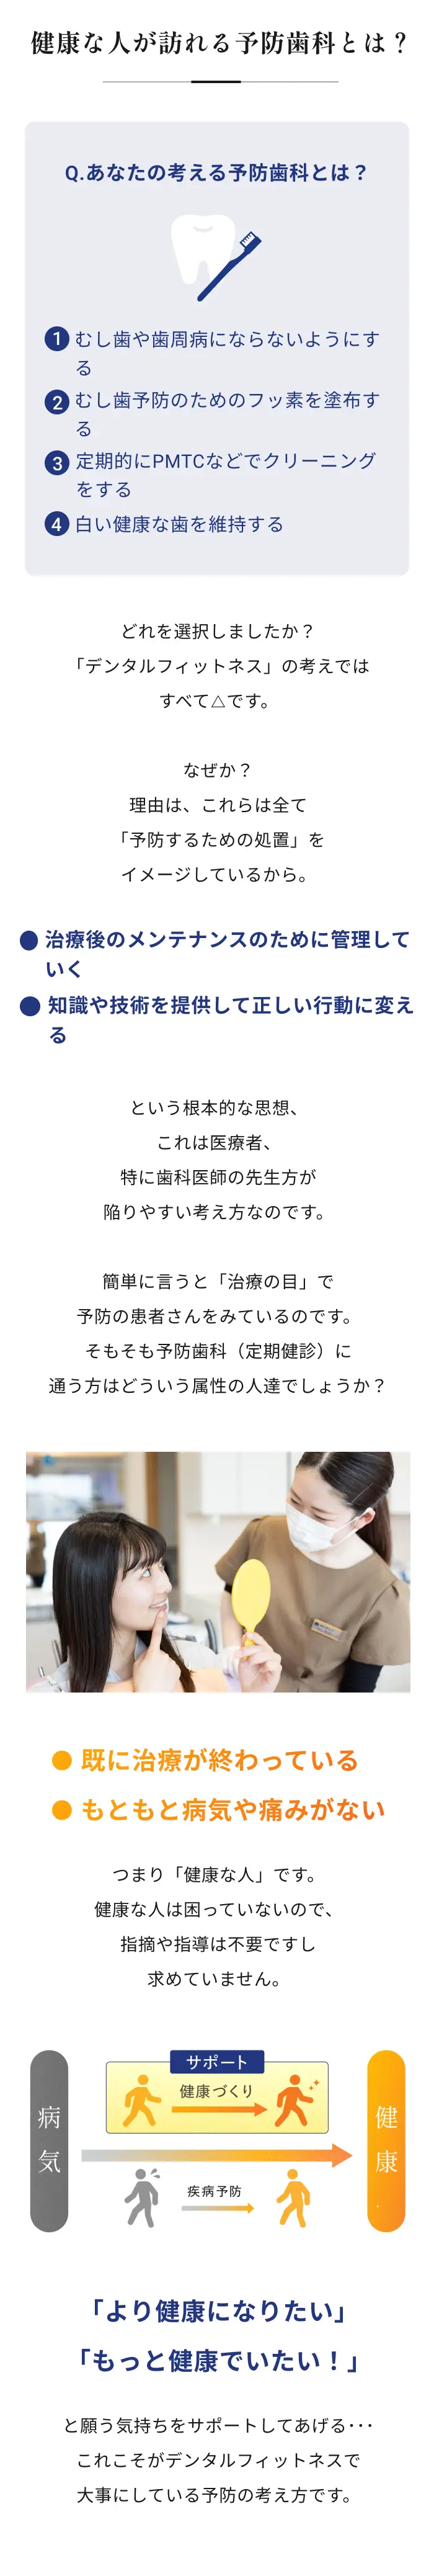 健康な人が訪れる予防歯科とは？
Q.あなたの考える予防歯科とは？
1 むし歯や歯周病にならないようにす
る
2 むし歯予防のためのフッ素を塗布す
る
3 定期的にPMTCなどでクリーニング
をする
4 白い健康な歯を維持する
どれを選択しましたか？
「デンタルフィットネス」の考えでは
すべて△です。
なぜか？
理由は、これらは全て
「予防するための処置」を
イメージしているから。
● 治療後のメンテナンスのために管理して
いく
● 知識や技術を提供して正しい行動に変え
る
という根本的な思想、
これは医療者、
特に歯科医師の先生方が
陥りやすい考え方なのです。
簡単に言うと「治療の目」で
予防の患者さんをみているのです。
そもそも予防歯科（定期健診）に
通う方はどういう属性の人達でしょうか？
● 既に治療が終わっている
● もともと病気や痛みがない
つまり「健康な人」です。
健康な人は困っていないので、
指摘や指導は不要ですし
求めていません。
サポート
健康づくり
病気
健康
疾病予防
「より健康になりたい」
「もっと健康でいたい！」
と願う気持ちをサポートしてあげる･･･
これこそがデンタルフィットネスで
大事にしている予防の考え方です。